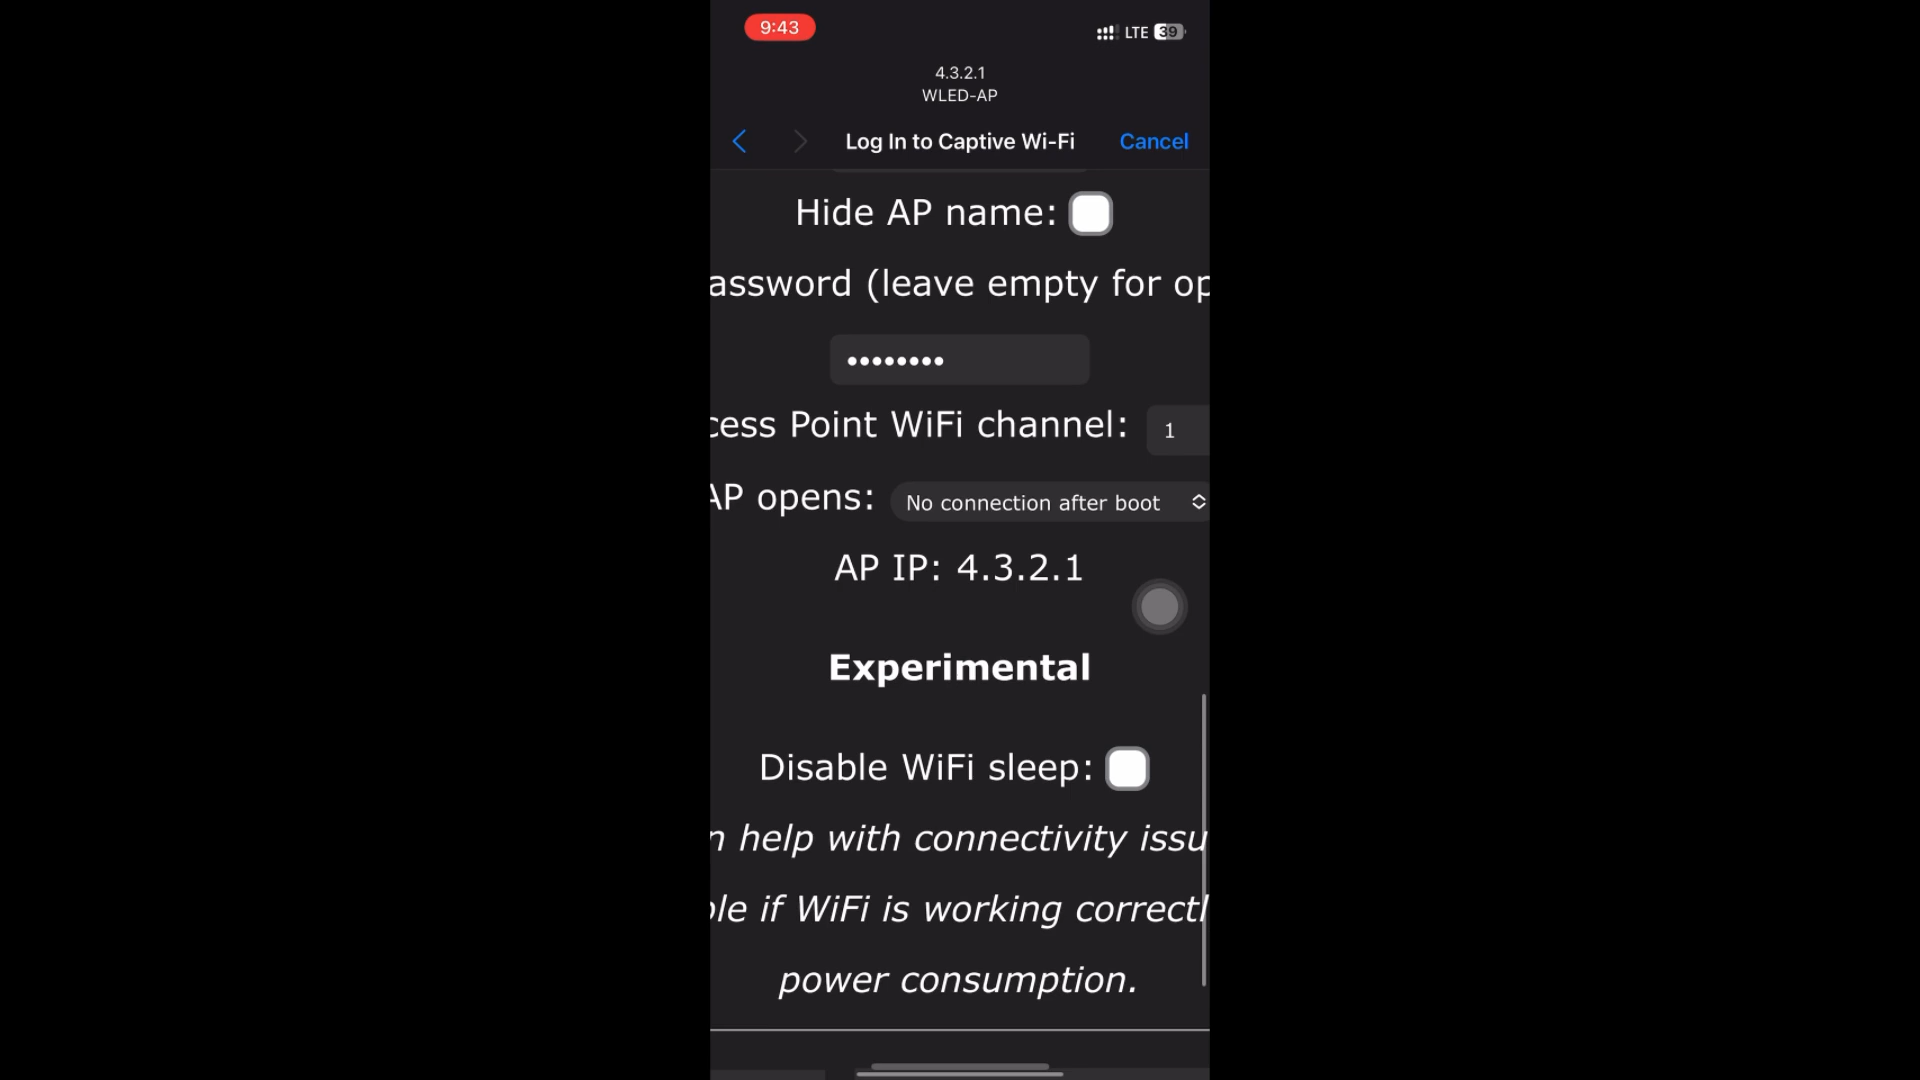 9:43
LTE 39
4.3.2.1
WLED-AP
Log In to Captive Wi-Fi
Cancel
Hide AP name:
assword (leave empty for op
••••••••
cess Point WiFi channel: 1
AP opens: No connection after boot
AP IP: 4.3.2.1
Experimental
Disable WiFi sleep:
n help with connectivity issu
ble if WiFi is working correctl
power consumption.